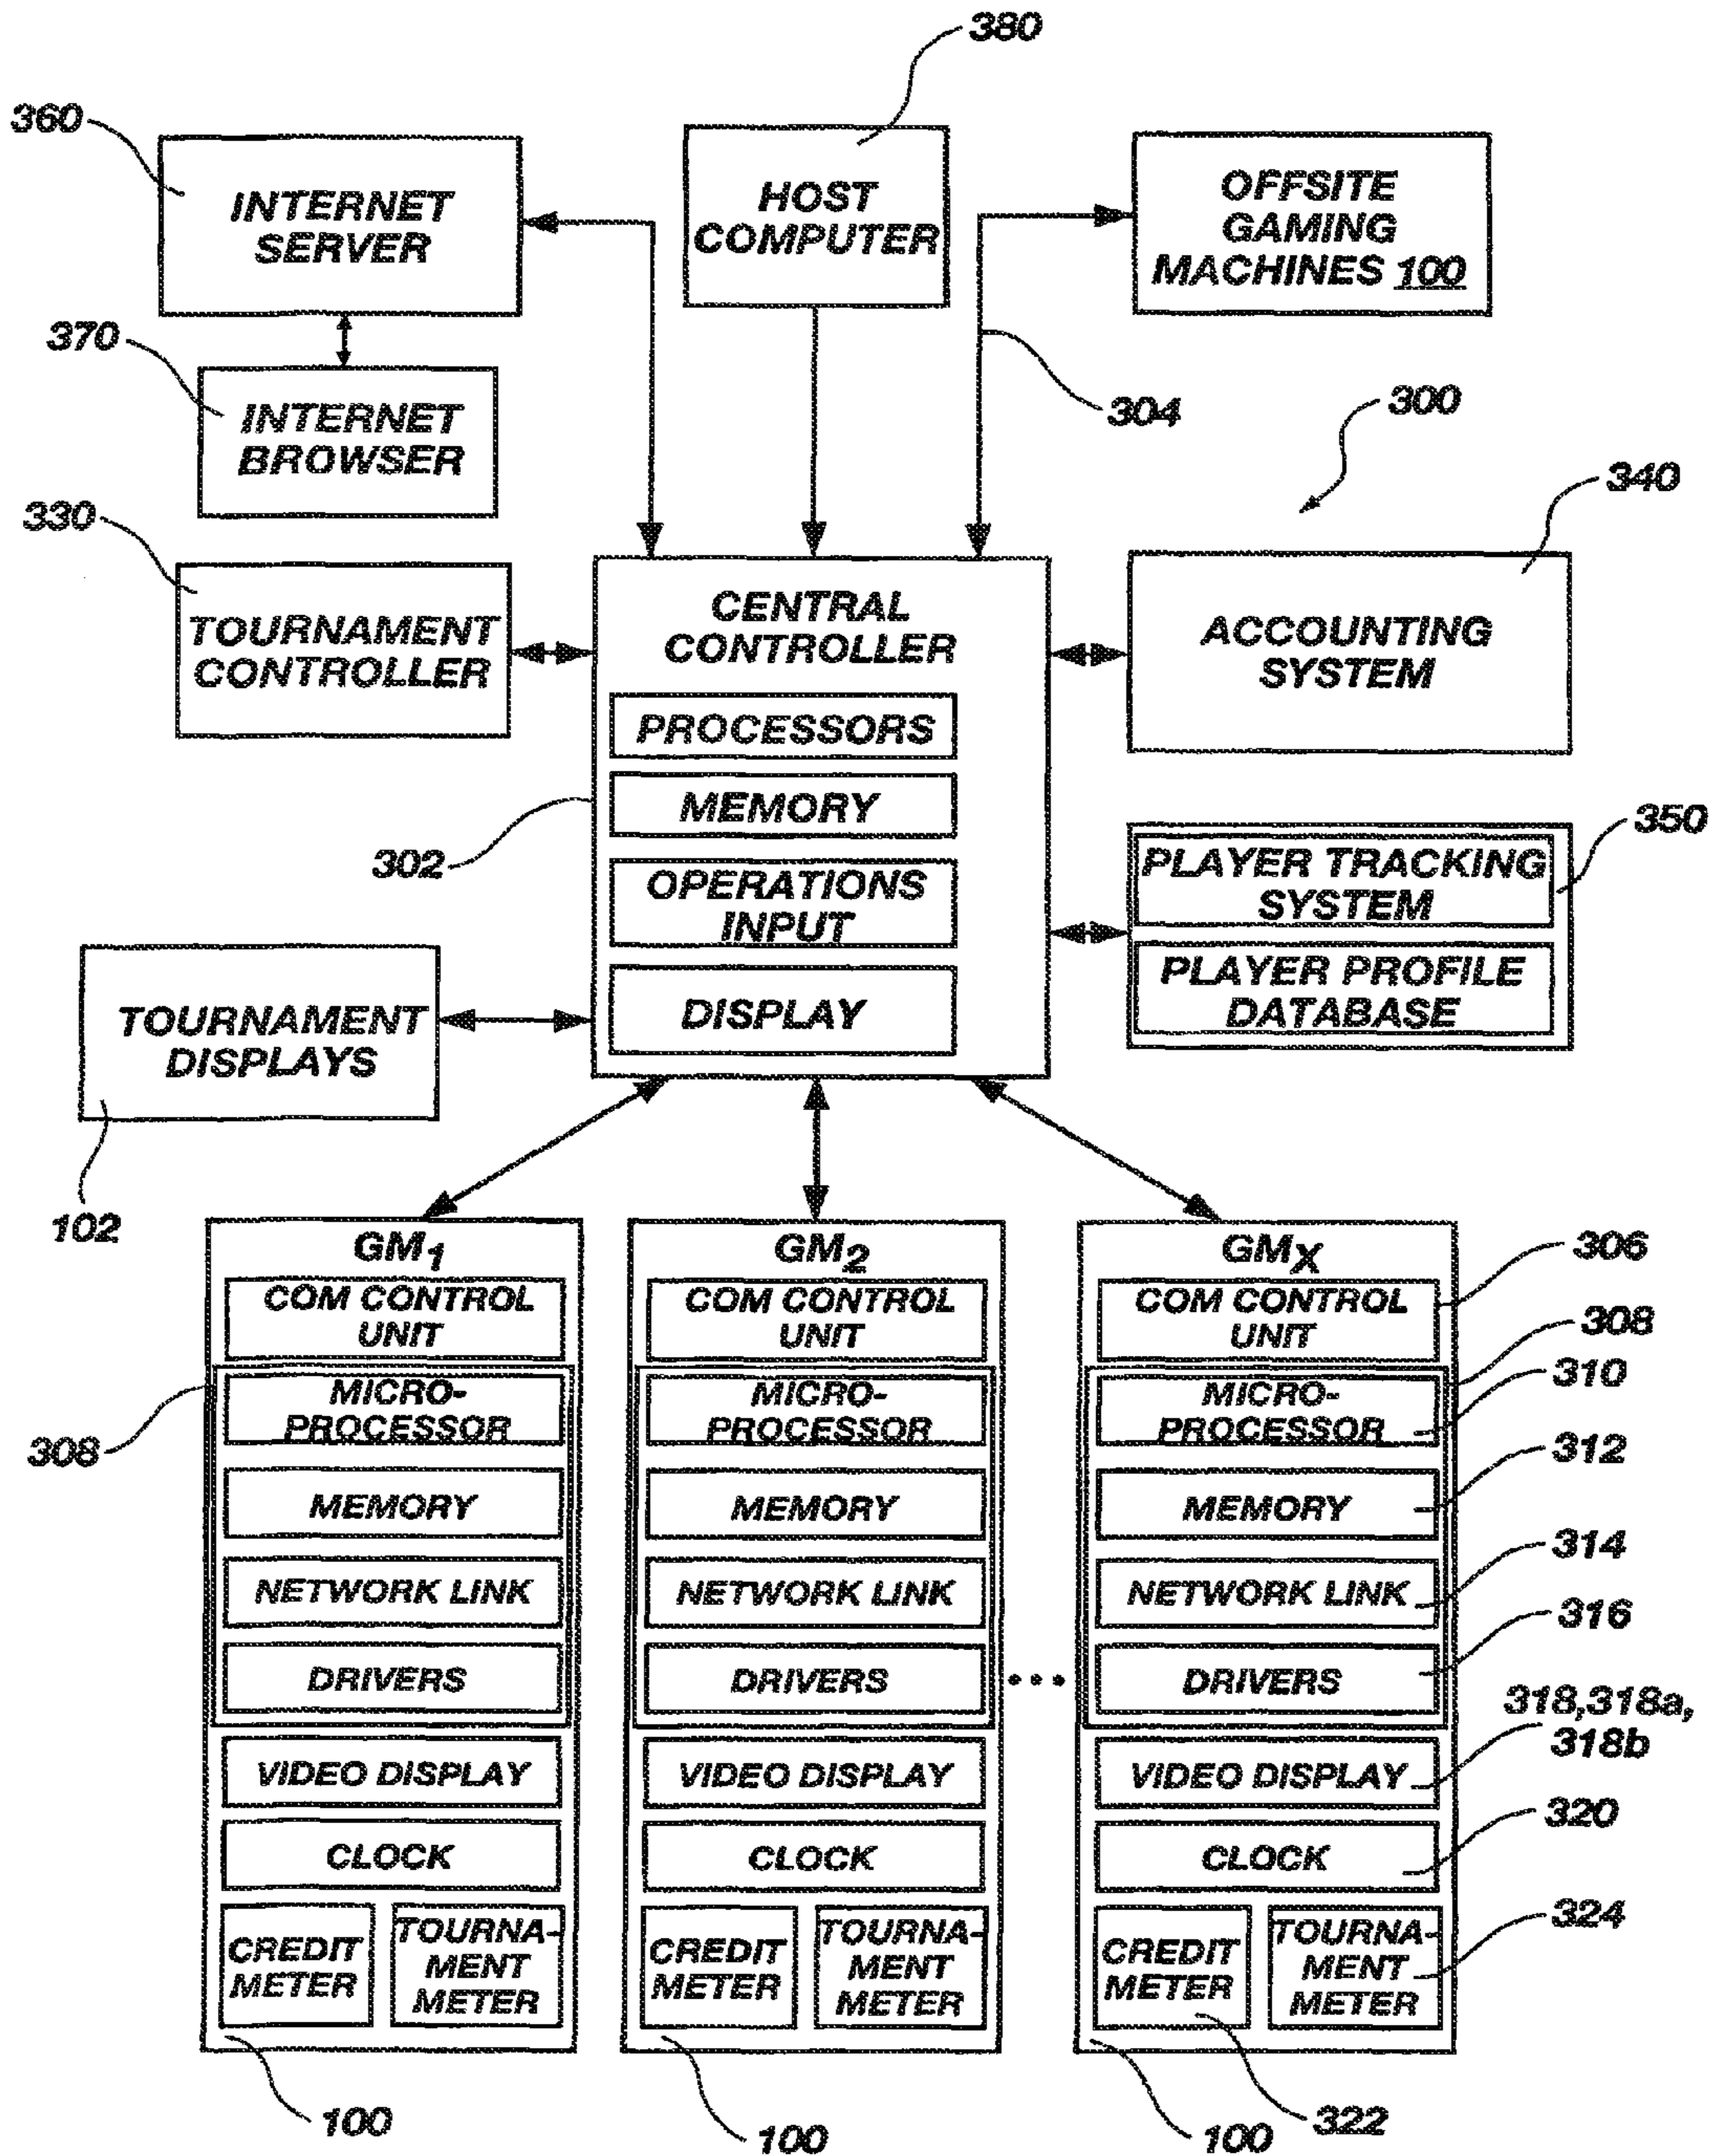 380
360
INTERNET
SERVER
HOST
COMPUTER
OFFSITE
GAMING
MACHINES 100
370
INTERNET
BROWSER
304
300
330
340
TOURNAMENT
CONTROLLER
CENTRAL
CONTROLLER
ACCOUNTING
SYSTEM
PROCESSORS
MEMORY
302
OPERATIONS
INPUT
DISPLAY
350
PLAYER TRACKING
SYSTEM
PLAYER PROFILE
DATABASE
TOURNAMENT
DISPLAYS
102
GM1
COM CONTROL
UNIT
308
MICRO-
PROCESSOR
MEMORY
NETWORK LINK
DRIVERS
VIDEO DISPLAY
CLOCK
CREDIT
METER
TOURNA-
MENT
METER
100
GM2
COM CONTROL
UNIT
MICRO-
PROCESSOR
MEMORY
NETWORK LINK
DRIVERS
VIDEO DISPLAY
CLOCK
CREDIT
METER
TOURNA-
MENT
METER
100
...
GMX
COM CONTROL
UNIT
MICRO-
PROCESSOR
MEMORY
NETWORK LINK
DRIVERS
VIDEO DISPLAY
CLOCK
CREDIT
METER
TOURNA-
MENT
METER
100
306
308
310
312
314
316
318,318a,
318b
320
324
322